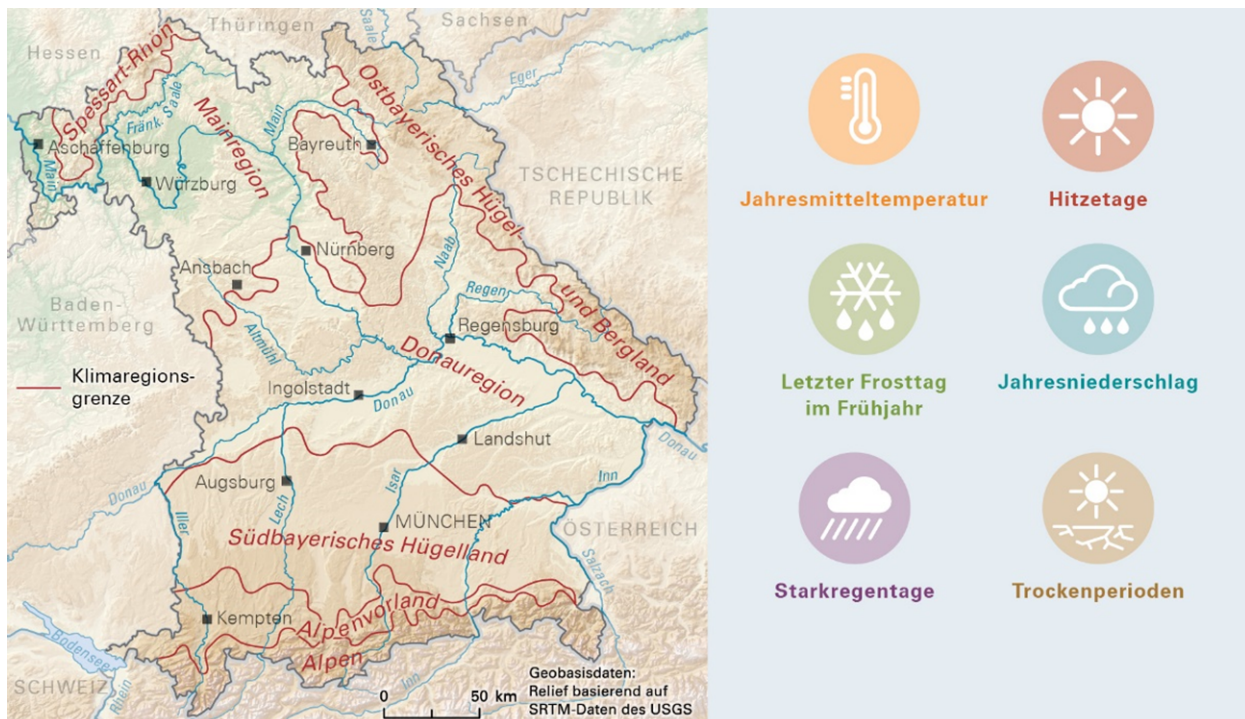 Thüringen
Sachsen
Hessen
Saale
Eger
Spessart-Rhön
Fränk. Saale
Mainregion
Main
Ostbayerisches Hügel-
und Bergland
Aschaffenburg
Main
Würzburg
Bayreuth
TSCHECHISCHE
REPUBLIK
Nürnberg
Naab
Ansbach
Baden-
Württemberg
Altmühl
Regen
Regensburg
Klimaregions-
grenze
Donauregion
Ingolstadt
Donau
Landshut
Donau
Donau
Inn
Augsburg
Lech
Isar
Iller
MÜNCHEN
ÖSTERREICH
Südbayerisches Hügelland
Salzach
Kempten
Alpenvorland
Alpen
Bodensee
SCHWEIZ
Rhein
Inn
0 50 km
Geobasisdaten:
Relief basierend auf
SRTM-Daten des USGS
Jahresmitteltemperatur
Hitzetage
Letzter Frosttag
im Frühjahr
Jahresniederschlag
Starkregentage
Trockenperioden